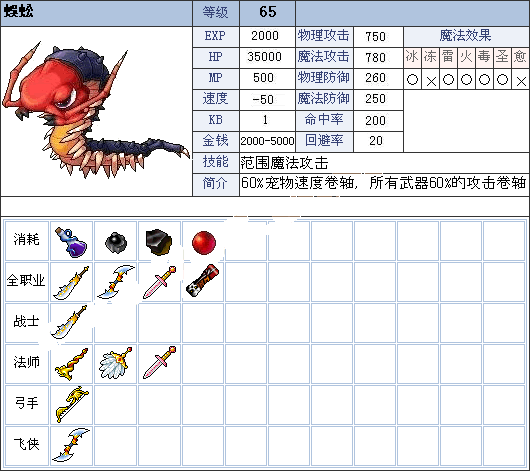 蜈蚣 等级 65
EXP 2000 物理攻击 750 魔法效果
HP 35000 魔法攻击 780 冰 冻 雷 火 毒 圣 愈
MP 500 物理防御 260 ○ × ○ ○ ○ ○ ×
速度 -50 魔法防御 250
KB 1 命中率 200
金钱 2000-5000 回避率 20
技能 范围魔法攻击
简介 60%宠物速度卷轴，所有武器60%的攻击卷轴
消耗
全职业
战士
法师
弓手
飞侠